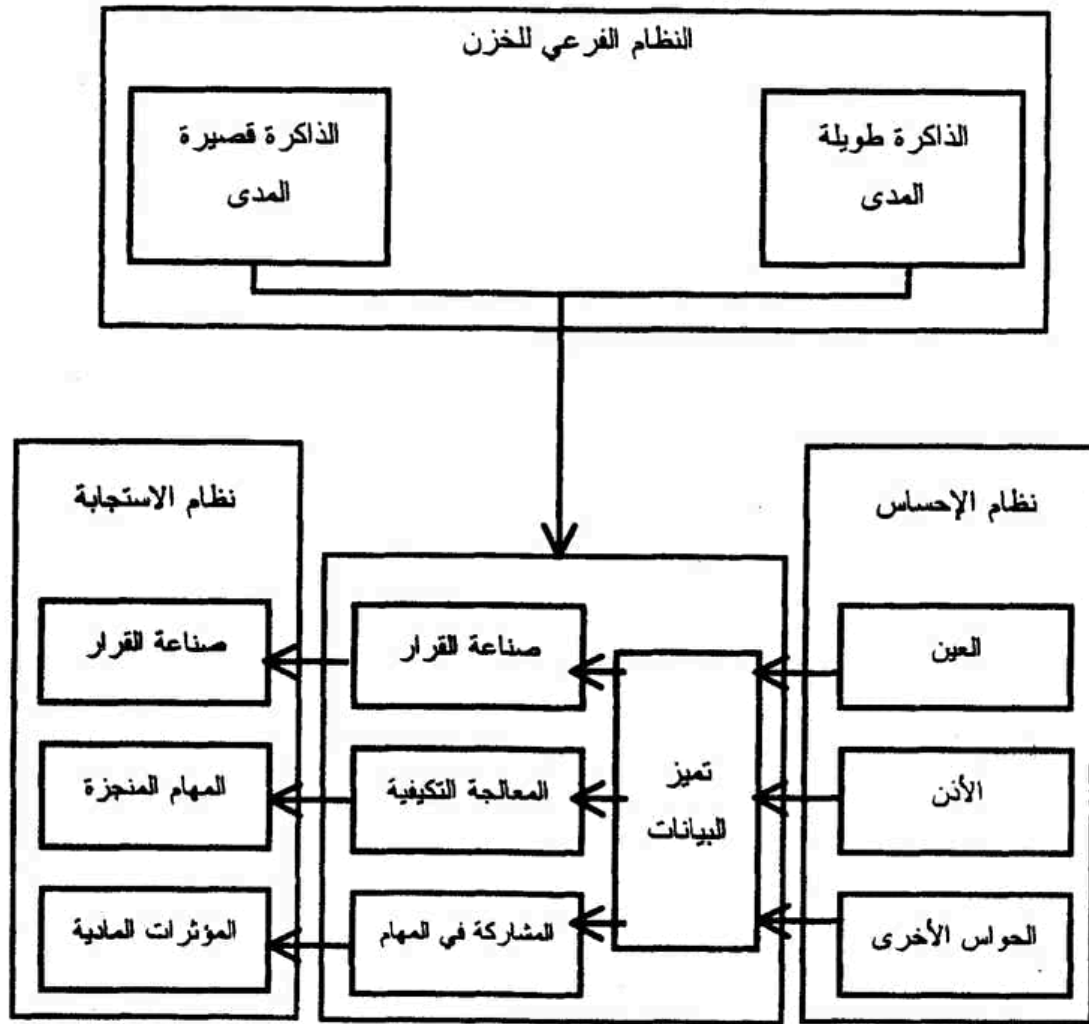 النظام الفرعي للخزن
الذاكرة طويلة
المدى
الذاكرة قصيرة
المدى
نظام الإحساس
العين
الأذن
الحواس الأخرى
تميز
البيانات
صناعة القرار
المعالجة التكيفية
المشاركة في المهام
نظام الاستجابة
صناعة القرار
المهام المنجزة
المؤثرات المادية